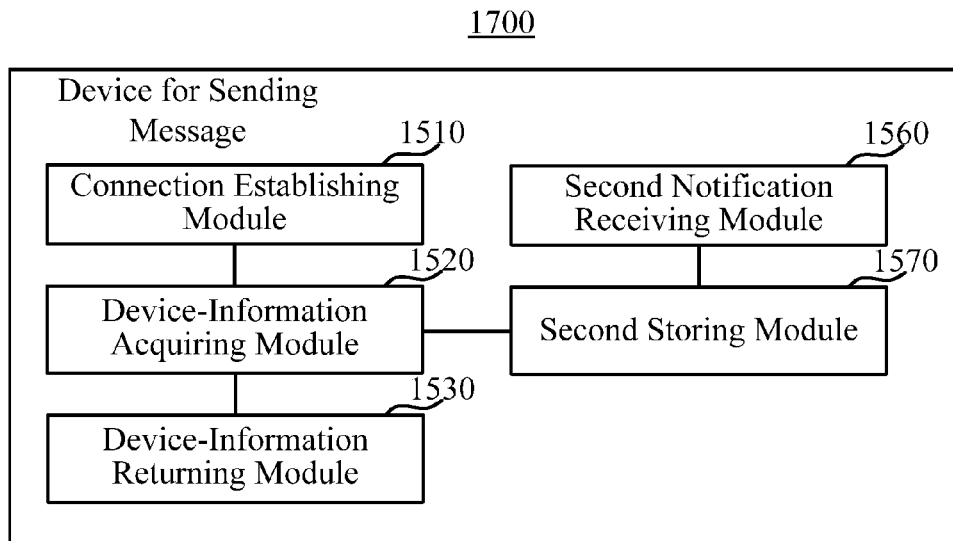 1700
Device for Sending
Message
1510
Connection Establishing
Module
1520
Device-Information
Acquiring Module
1530
Device-Information
Returning Module
1560
Second Notification
Receiving Module
1570
Second Storing Module